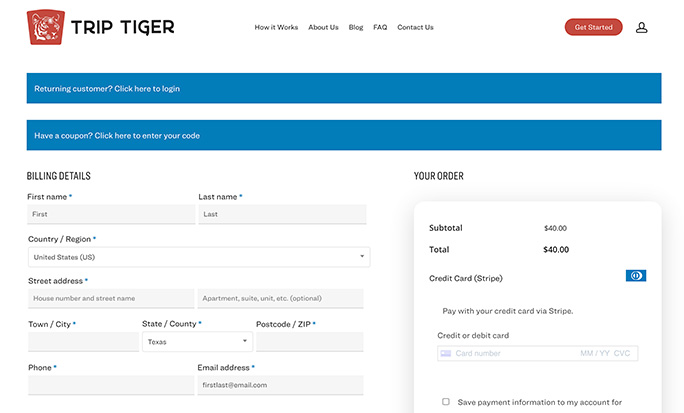 TRIP TIGER
How it Works About Us Blog FAQ Contact Us
Get Started
Returning customer? Click here to login
Have a coupon? Click here to enter your code
BILLING DETAILS
First name *
Last name *
First
Last
Country / Region *
United States (US)
Street address *
House number and street name
Apartment, suite, unit, etc. (optional)
Town / City *
State / County *
Postcode / ZIP *
Texas
Phone *
Email address *
firstlast@email.com
YOUR ORDER
Subtotal $40.00
Total $40.00
Credit Card (Stripe)
Pay with your credit card via Stripe.
Credit or debit card
Card number MM / YY CVC
Save payment information to my account for